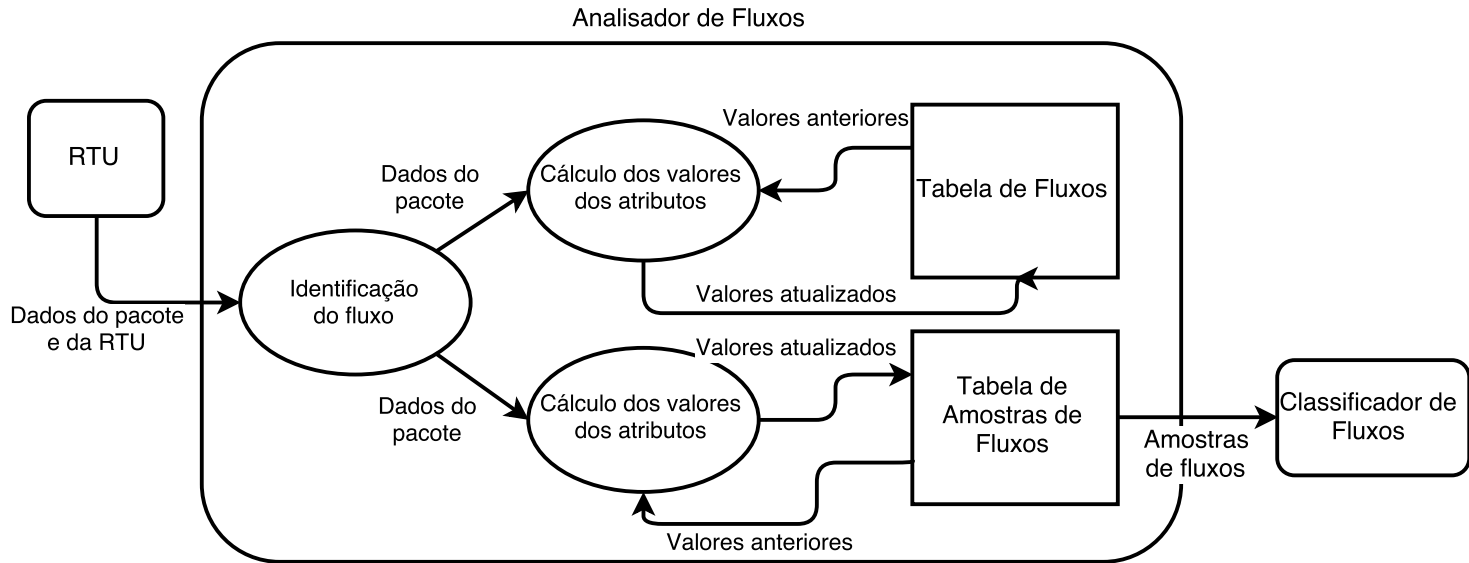 Analisador de Fluxos
RTU
Dados do pacote
e da RTU
Identificação
do fluxo
Dados do
pacote
Cálculo dos valores
dos atributos
Valores anteriores
Tabela de Fluxos
Valores atualizados
Dados do
pacote
Cálculo dos valores
dos atributos
Valores atualizados
Tabela de
Amostras de
Fluxos
Valores anteriores
Amostras
de fluxos
Classificador de
Fluxos